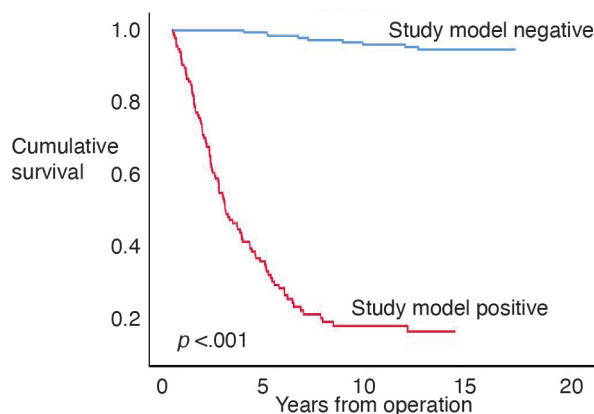 1.0
Study model negative
0.8
Cumulative
survival
0.6
0.4
Study model positive
0.2
p <.001
0 5 10 15 20
Years from operation